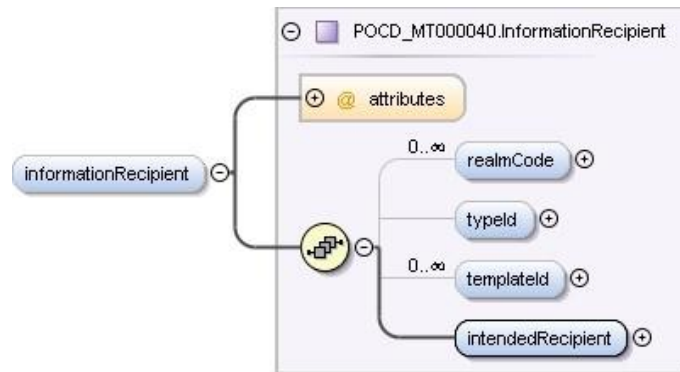 POCD_MT000040.InformationRecipient
@ attributes
0..∞
realmCode
informationRecipient
typeId
0..∞
templateId
intendedRecipient